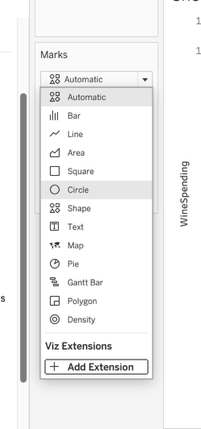 Marks
Automatic
Automatic
Bar
Line
Area
Square
Circle
Shape
Text
Map
Pie
Gantt Bar
Polygon
Density
Viz Extensions
+ Add Extension
WineSpending
1
1
s